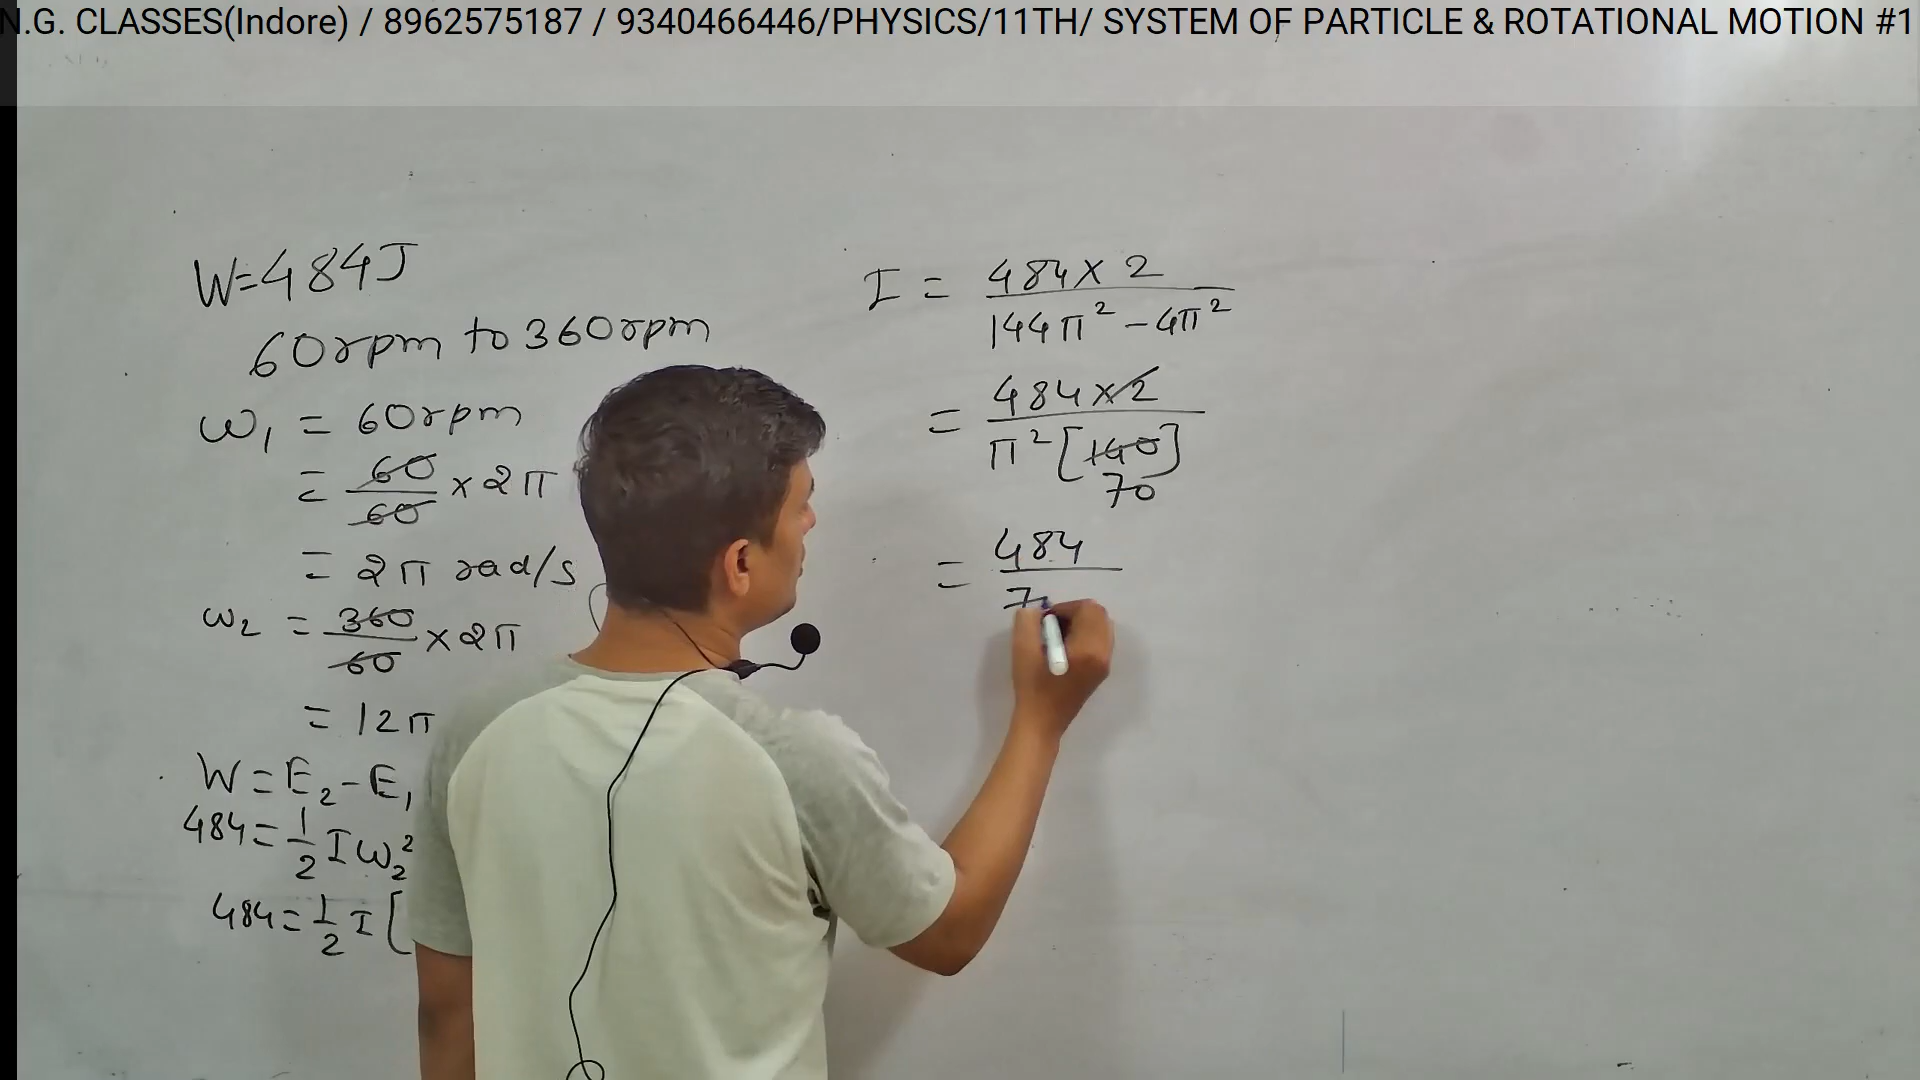 N.G. CLASSES(Indore) / 8962575187 / 9340466446/PHYSICS/11TH/ SYSTEM OF PARTICLE & ROTATIONAL MOTION #1
W=484J
60rpm to 360rpm
ω₁ = 60rpm
= 60/60 × 2π
= 2π rad/s
ω₂ = 360/60 × 2π
= 12π
W = E₂ - E₁
484 = 1/2 I ω₂²
484 = 1/2 I [
I = 484 × 2 / 144π² - 4π²
= 484 × 2 / π² [140]
70
= 484 / 7